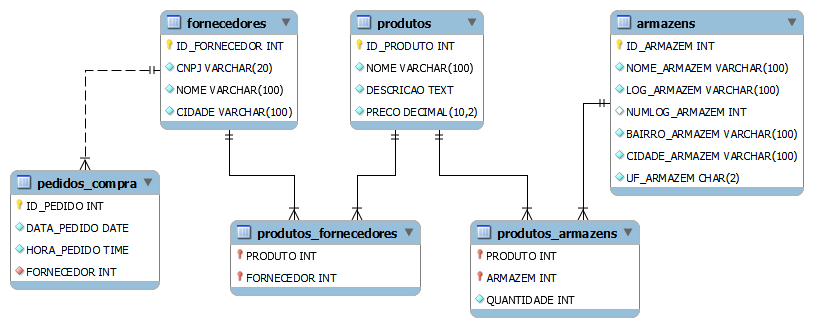 fornecedores
ID_FORNECEDOR INT
CNPJ VARCHAR(20)
NOME VARCHAR(100)
CIDADE VARCHAR(100)
produtos
ID_PRODUTO INT
NOME VARCHAR(100)
DESCRICAO TEXT
PRECO DECIMAL(10,2)
armazens
ID_ARMAZEM INT
NOME_ARMAZEM VARCHAR(100)
LOG_ARMAZEM VARCHAR(100)
NUMLOG_ARMAZEM INT
BAIRRO_ARMAZEM VARCHAR(100)
CIDADE_ARMAZEM VARCHAR(100)
UF_ARMAZEM CHAR(2)
pedidos_compra
ID_PEDIDO INT
DATA_PEDIDO DATE
HORA_PEDIDO TIME
FORNECEDOR INT
produtos_fornecedores
PRODUTO INT
FORNECEDOR INT
produtos_armazens
PRODUTO INT
ARMAZEM INT
QUANTIDADE INT